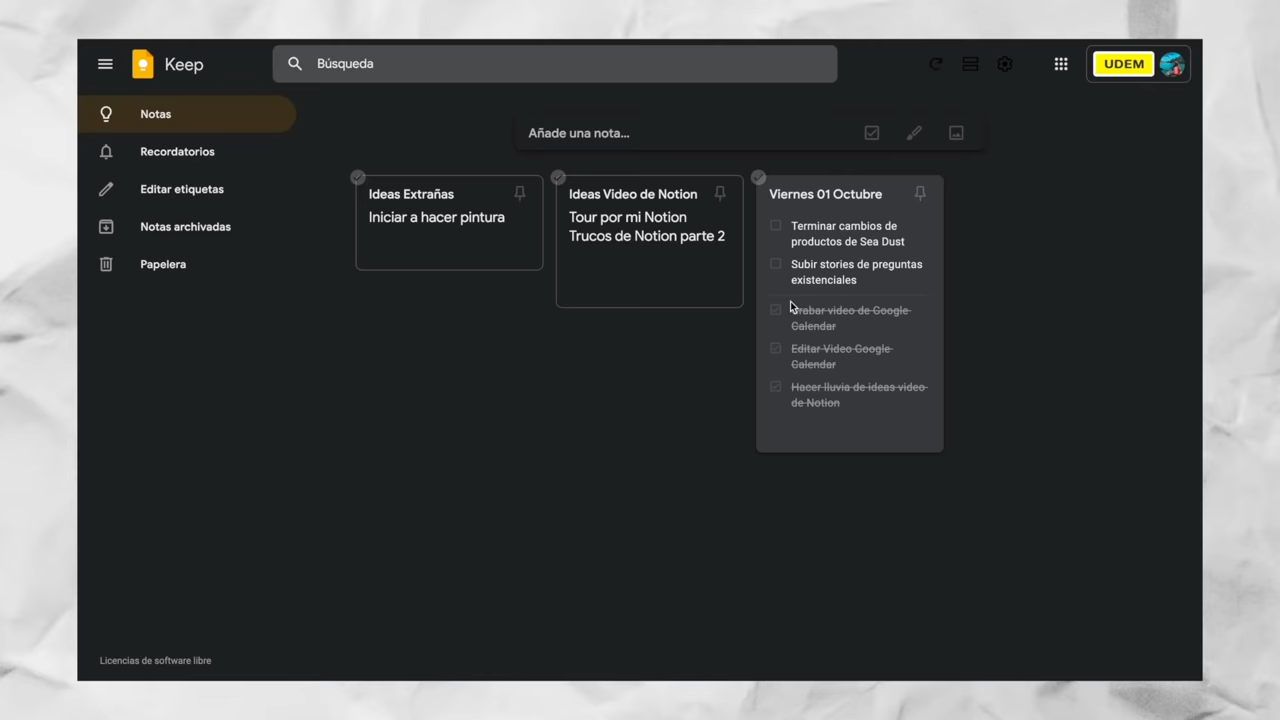 Keep
Búsqueda
UDEM
Notas
Recordatorios
Editar etiquetas
Notas archivadas
Papelera
Añade una nota...
Ideas Extrañas
Iniciar a hacer pintura
Ideas Video de Notion
Tour por mi Notion
Trucos de Notion parte 2
Viernes 01 Octubre
Terminar cambios de
productos de Sea Dust
Subir stories de preguntas
existenciales
Grabar video de Google
Calendar
Editar Video Google
Calendar
Hacer lluvia de ideas video
de Notion
Licencias de software libre